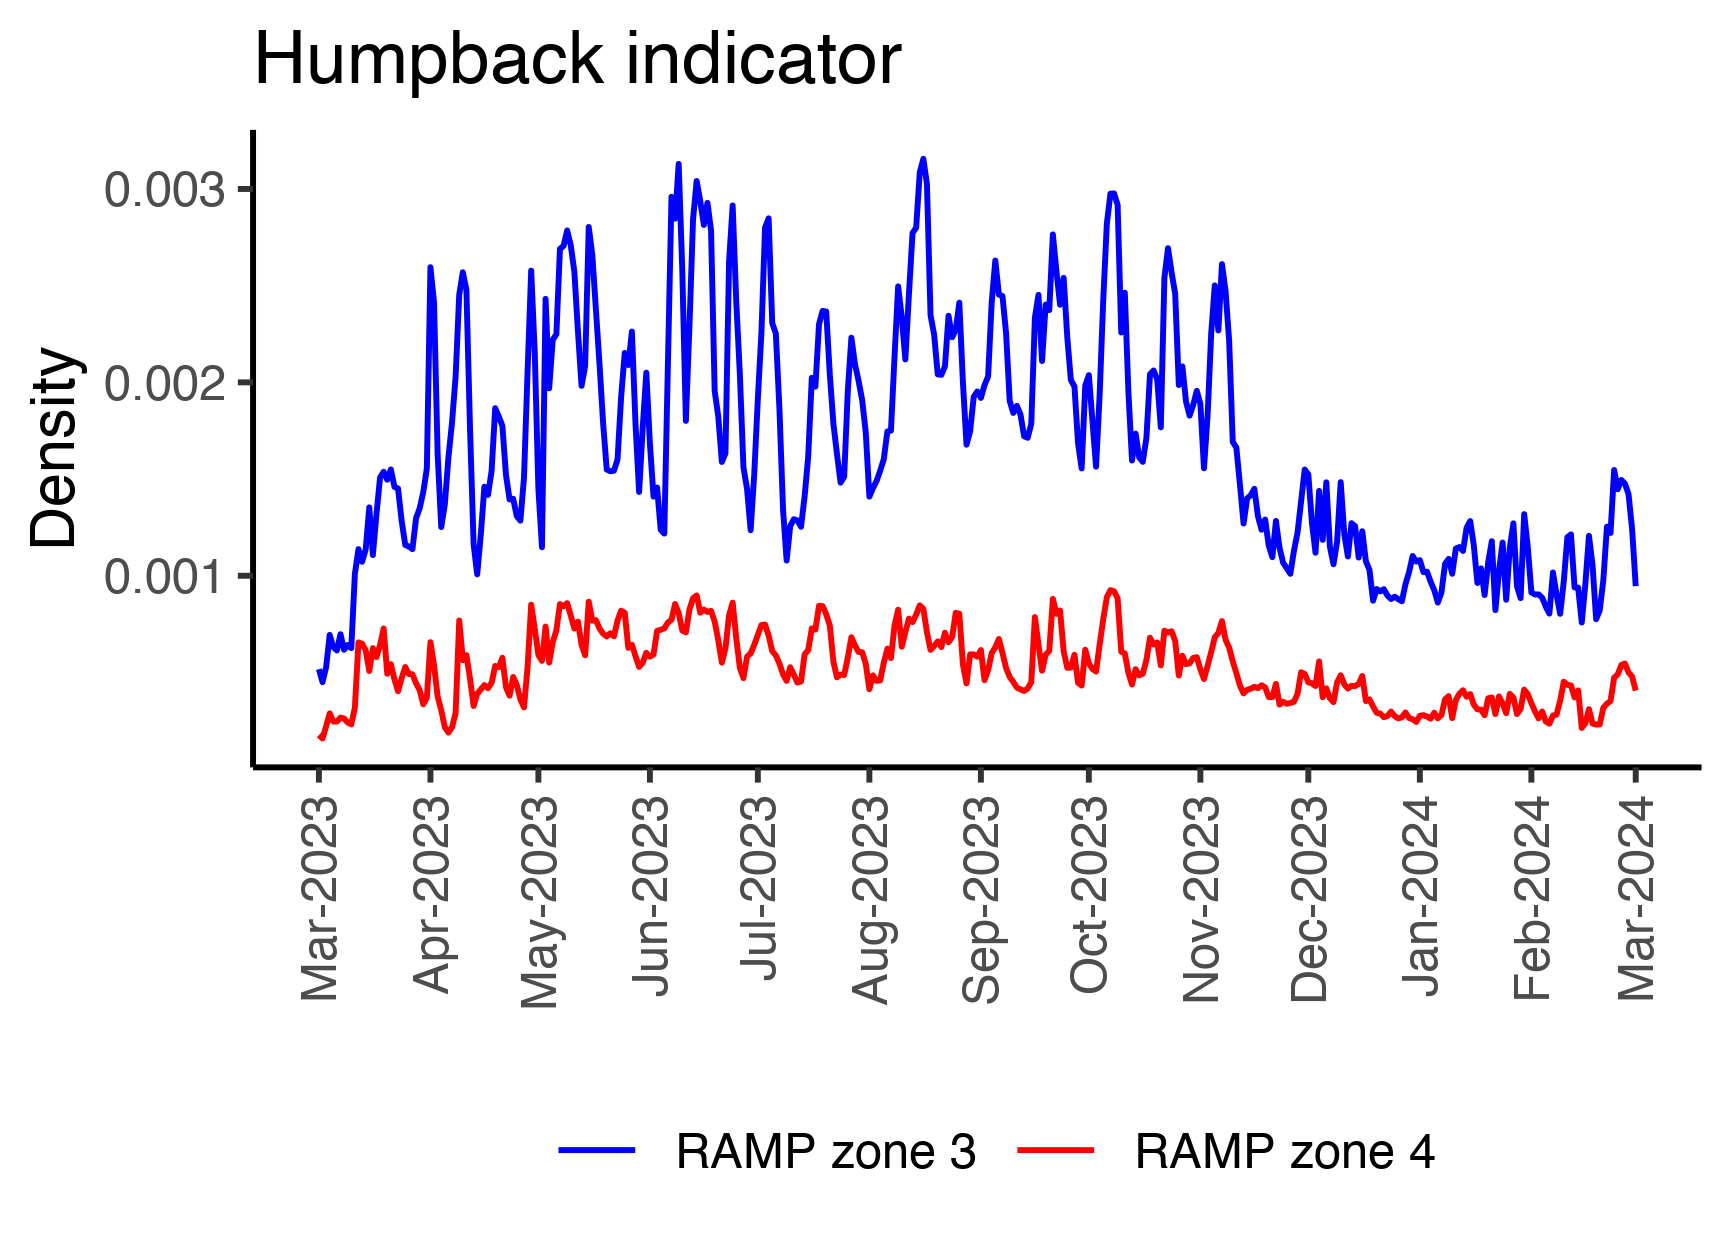 Humpback indicator
Density
0.003
0.002
0.001
Mar-2023
Apr-2023
May-2023
Jun-2023
Jul-2023
Aug-2023
Sep-2023
Oct-2023
Nov-2023
Dec-2023
Jan-2024
Feb-2024
Mar-2024
RAMP zone 3
RAMP zone 4